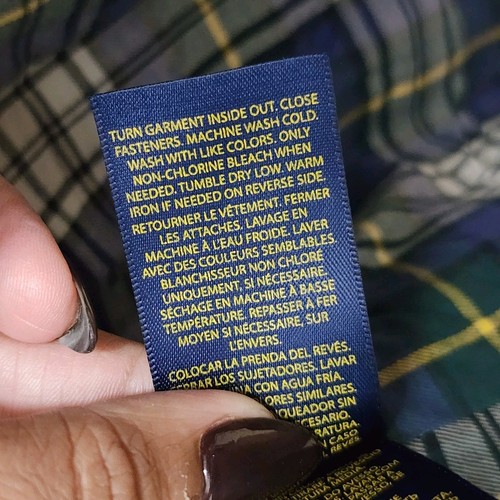 TURN GARMENT INSIDE OUT. CLOSE
FASTENERS. MACHINE WASH COLD.
WASH WITH LIKE COLORS. ONLY
NON-CHLORINE BLEACH WHEN
NEEDED. TUMBLE DRY LOW. WARM
IRON IF NEEDED ON REVERSE SIDE.
RETOURNER LE VÊTEMENT. FERMER
LES ATTACHES. LAVAGE EN
MACHINE À L'EAU FROIDE. LAVER
AVEC DES COULEURS SEMBLABLES.
BLANCHISSEUR NON CHLORÉ
UNIQUEMENT, SI NÉCESSAIRE.
SÉCHAGE EN MACHINE À BASSE
TEMPÉRATURE. REPASSER À FER
MOYEN SI NÉCESSAIRE, SUR
L'ENVERS.
COLOCAR LA PRENDA DEL REVÉS.
LOS SUJETADORES. LAVAR
CON AGUA FRÍA.
SIMILARES.
SIN
CASO
REVÉS